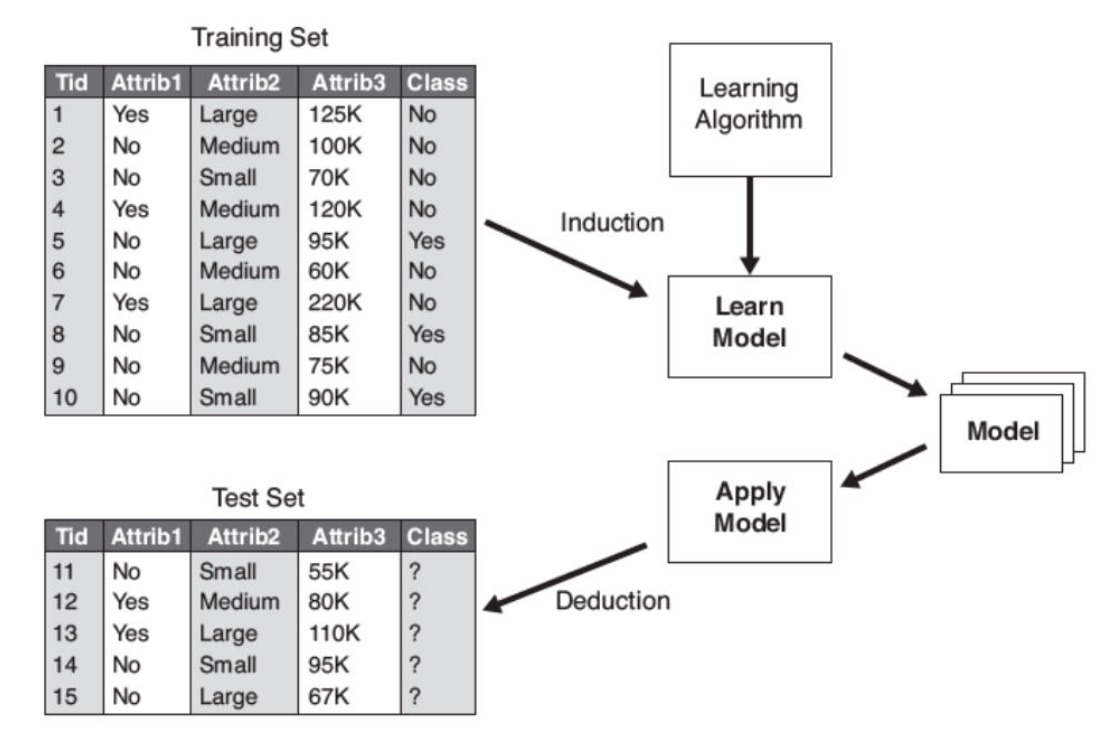 Training Set
Tid Attrib1 Attrib2 Attrib3 Class
1 Yes Large 125K No
2 No Medium 100K No
3 No Small 70K No
4 Yes Medium 120K No
5 No Large 95K Yes
6 No Medium 60K No
7 Yes Large 220K No
8 No Small 85K Yes
9 No Medium 75K No
10 No Small 90K Yes
Learning
Algorithm
Induction
Learn
Model
Model
Apply
Model
Deduction
Test Set
Tid Attrib1 Attrib2 Attrib3 Class
11 No Small 55K ?
12 Yes Medium 80K ?
13 Yes Large 110K ?
14 No Small 95K ?
15 No Large 67K ?